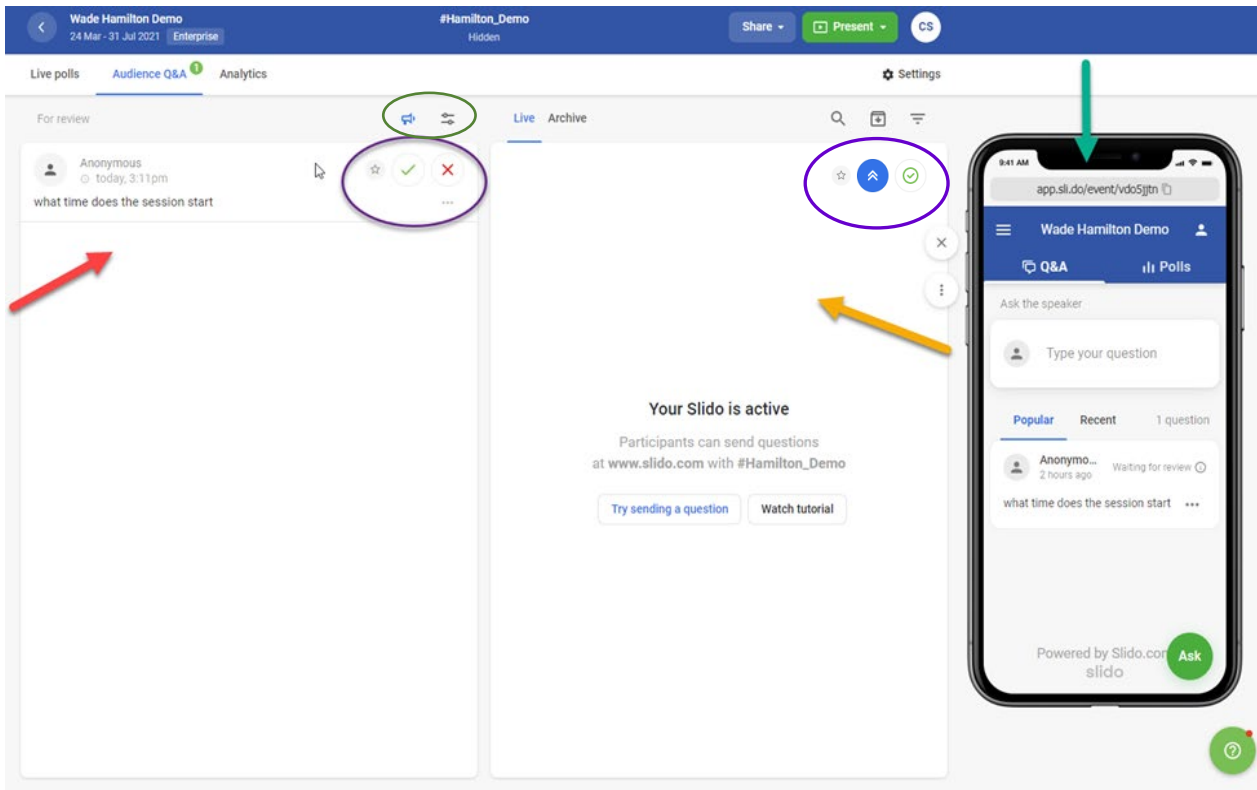 Wade Hamilton Demo
24 Mar - 31 Jul 2021 Enterprise
#Hamilton_Demo
Hidden
Share
Present
CS
Live polls
Audience Q&A 1
Analytics
Settings
For review
Anonymous
today, 3:11pm
what time does the session start
Live Archive
Your Slido is active
Participants can send questions
at www.slido.com with #Hamilton_Demo
Try sending a question
Watch tutorial
9:41 AM
app.sli.do/event/vdo5jjtn
Wade Hamilton Demo
Q&A
Polls
Ask the speaker
Type your question
Popular Recent 1 question
Anonymo... Waiting for review
2 hours ago
what time does the session start
Powered by Slido.com
slido
Ask